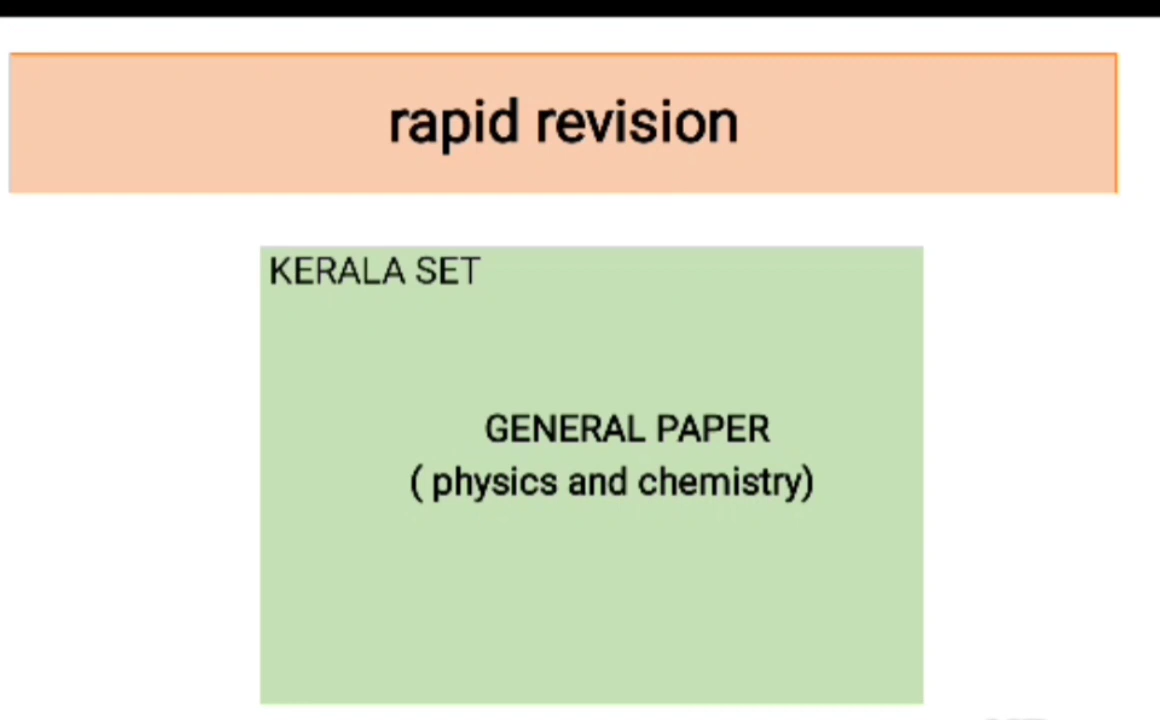 rapid revision
KERALA SET
GENERAL PAPER
( physics and chemistry)